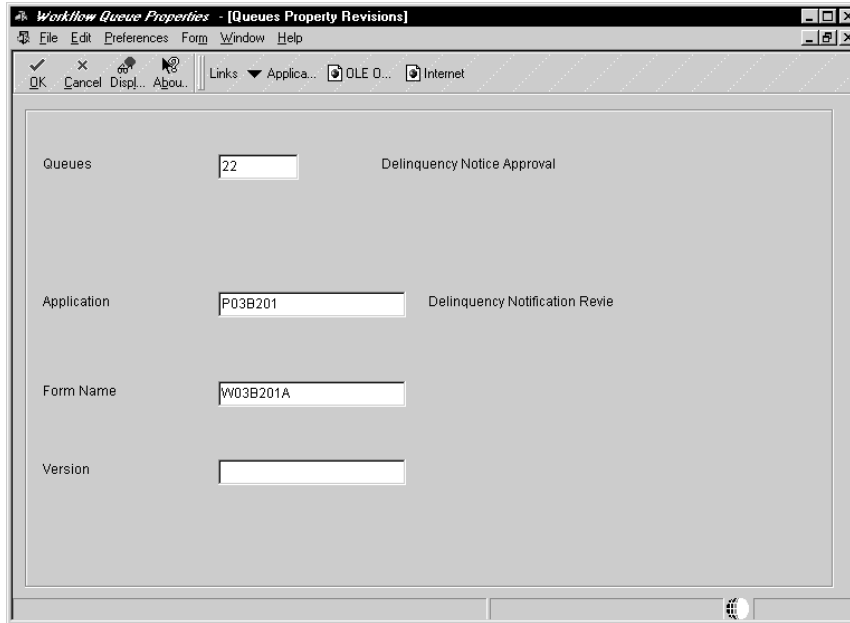 Workflow Queue Properties - [Queues Property Revisions]
File Edit Preferences Form Window Help
OK Cancel Displ... Abou.. Links Applica... OLE O... Internet
Queues 22 Delinquency Notice Approval
Application P03B201 Delinquency Notification Revie
Form Name W03B201A
Version